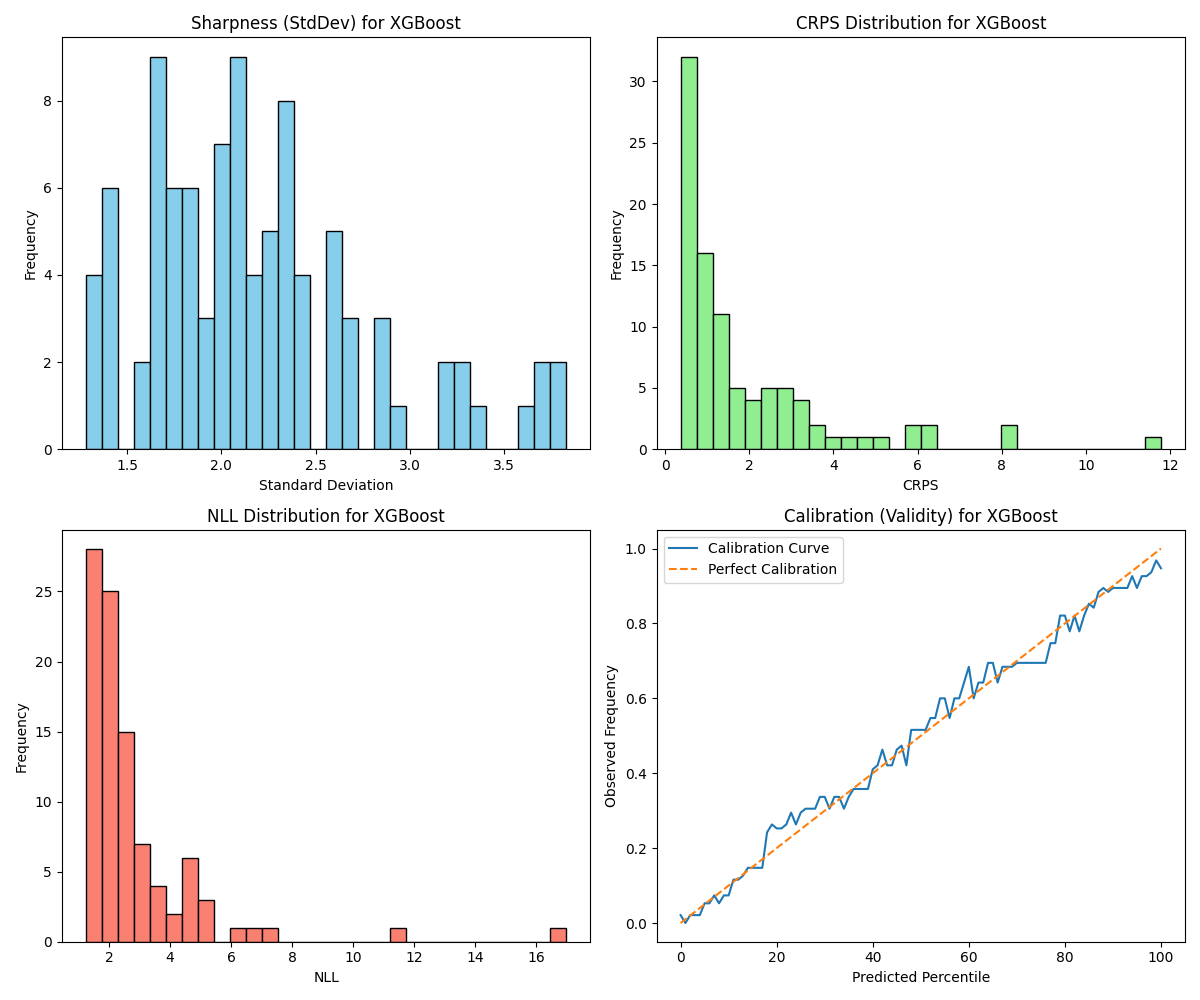 Sharpness (StdDev) for XGBoost
Frequency
8
6
4
2
0
1.5 2.0 2.5 3.0 3.5
Standard Deviation
CRPS Distribution for XGBoost
Frequency
30
25
20
15
10
5
0
0 2 4 6 8 10 12
CRPS
NLL Distribution for XGBoost
Frequency
25
20
15
10
5
0
2 4 6 8 10 12 14 16
NLL
Calibration (Validity) for XGBoost
Calibration Curve
Perfect Calibration
Observed Frequency
1.0
0.8
0.6
0.4
0.2
0.0
0 20 40 60 80 100
Predicted Percentile